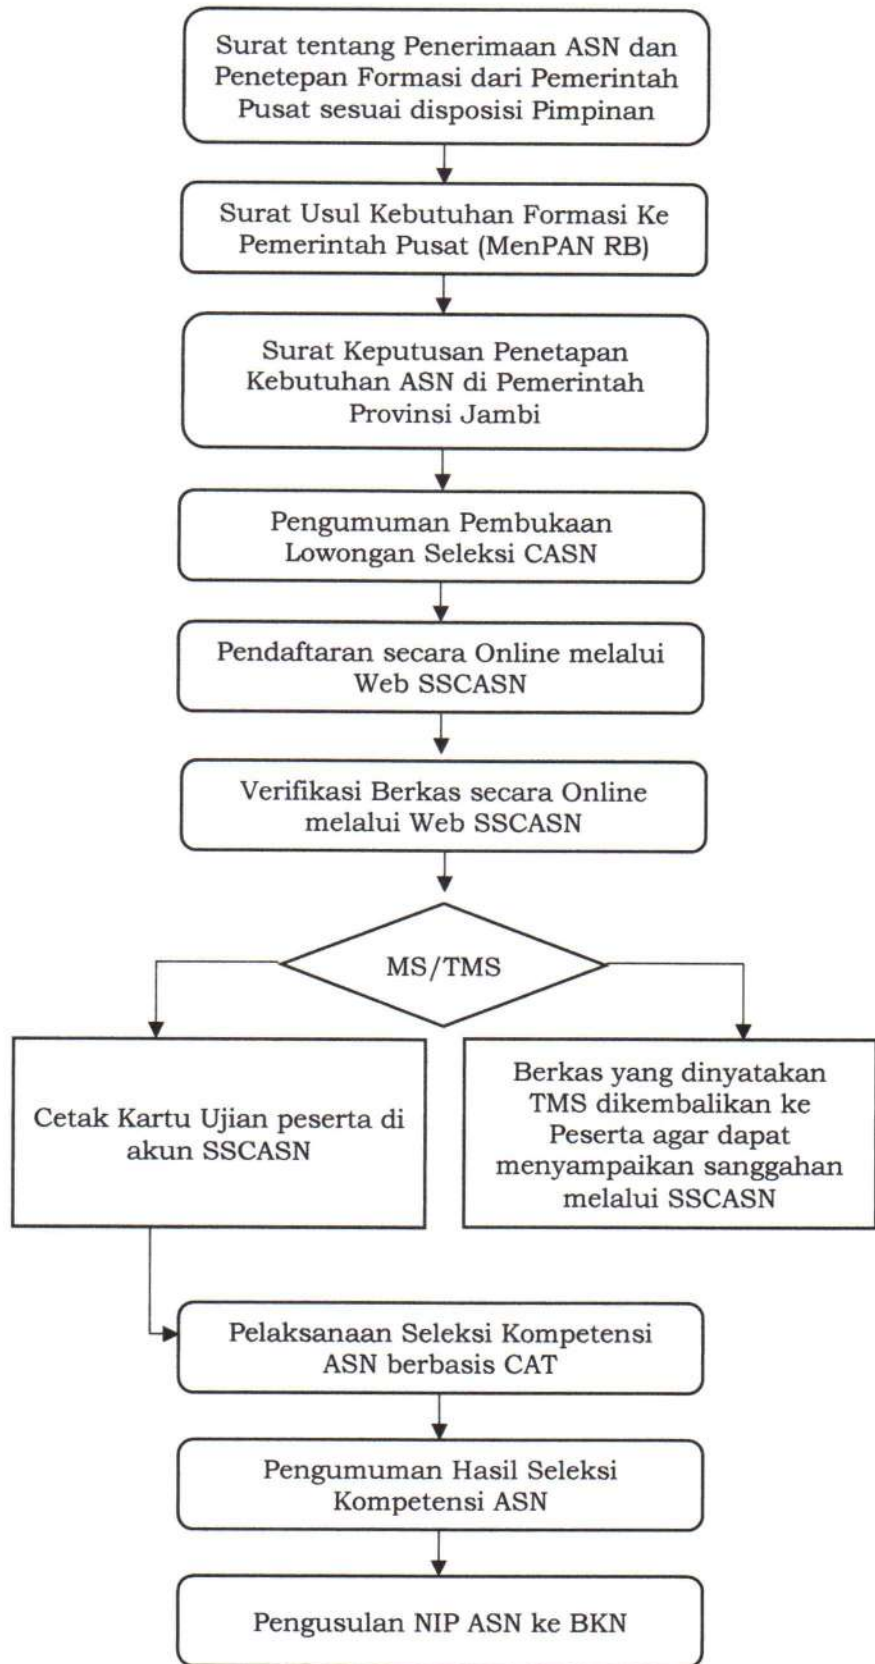 Surat tentang Penerimaan ASN dan
Penetepan Formasi dari Pemerintah
Pusat sesuai disposisi Pimpinan
Surat Usul Kebutuhan Formasi Ke
Pemerintah Pusat (MenPAN RB)
Surat Keputusan Penetapan
Kebutuhan ASN di Pemerintah
Provinsi Jambi
Pengumuman Pembukaan
Lowongan Seleksi CASN
Pendaftaran secara Online melalui
Web SSCASN
Verifikasi Berkas secara Online
melalui Web SSCASN
MS/TMS
Cetak Kartu Ujian peserta di
akun SSCASN
Berkas yang dinyatakan
TMS dikembalikan ke
Peserta agar dapat
menyampaikan sanggahan
melalui SSCASN
Pelaksanaan Seleksi Kompetensi
ASN berbasis CAT
Pengumuman Hasil Seleksi
Kompetensi ASN
Pengusulan NIP ASN ke BKN